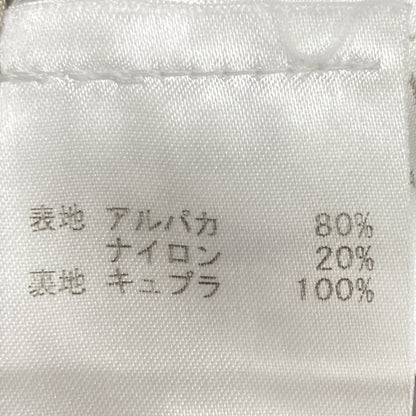 表地 アルパカ 80%
ナイロン 20%
裏地 キュプラ 100%